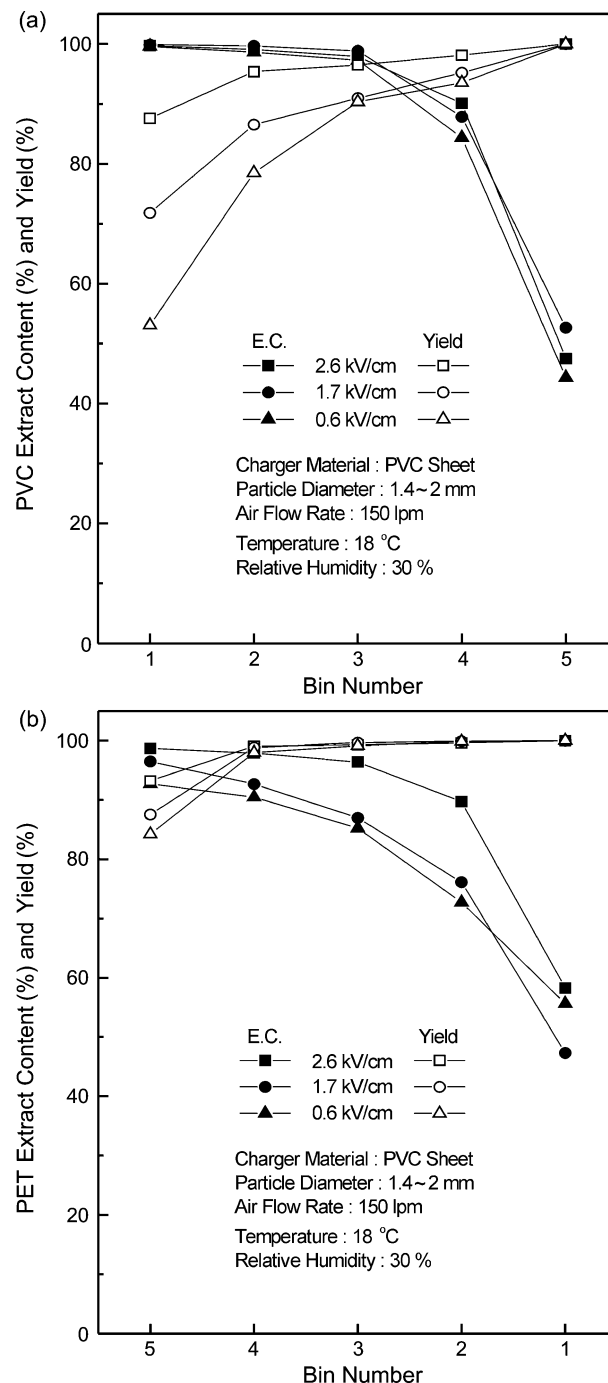 (a)
PVC Extract Content (%) and Yield (%)
100
80
60
40
20
0
E.C. Yield
2.6 kV/cm
1.7 kV/cm
0.6 kV/cm
Charger Material : PVC Sheet
Particle Diameter : 1.4~2 mm
Air Flow Rate : 150 lpm
Temperature : 18 °C
Relative Humidity : 30 %
1 2 3 4 5
Bin Number
(b)
PET Extract Content (%) and Yield (%)
100
80
60
40
20
0
E.C. Yield
2.6 kV/cm
1.7 kV/cm
0.6 kV/cm
Charger Material : PVC Sheet
Particle Diameter : 1.4~2 mm
Air Flow Rate : 150 lpm
Temperature : 18 °C
Relative Humidity : 30 %
5 4 3 2 1
Bin Number